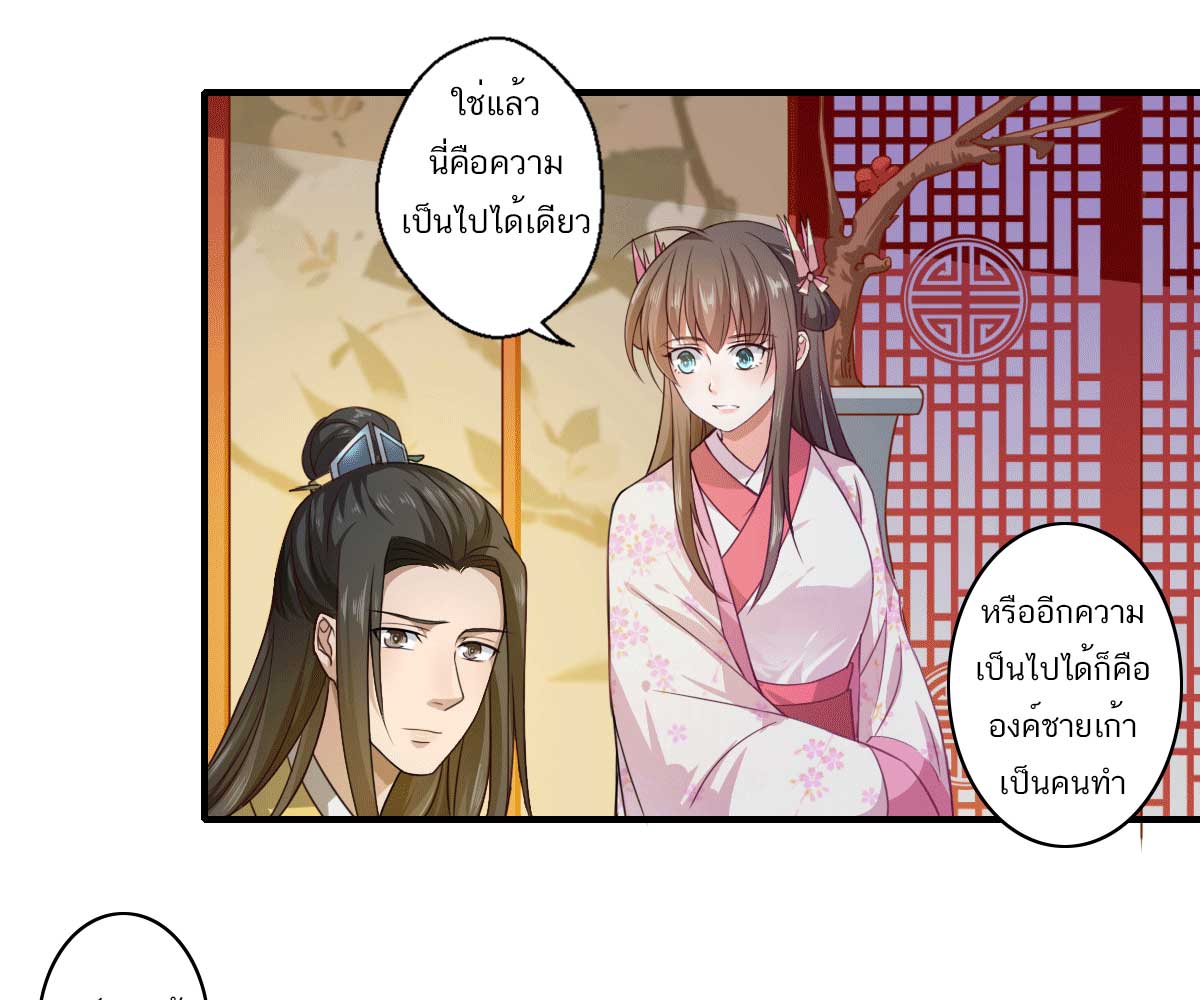 ใช่แล้ว
นี่คือความ
เป็นไปได้เดียว
หรืออีกความ
เป็นไปได้ก็คือ
องค์ชายเก้า
เป็นคนทำ